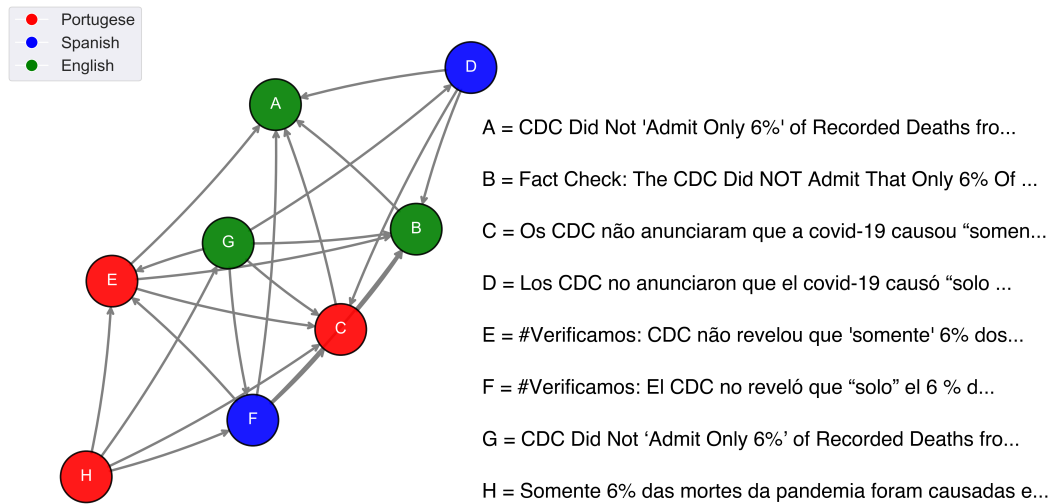 Portugese
Spanish
English
D
A
A = CDC Did Not 'Admit Only 6%' of Recorded Deaths fro...
B = Fact Check: The CDC Did NOT Admit That Only 6% Of ...
B
C = Os CDC não anunciaram que a covid-19 causou “somen...
G
E
D = Los CDC no anunciaron que el covid-19 causó “solo ...
C
E = #Verificamos: CDC não revelou que 'somente' 6% dos...
F = #Verificamos: El CDC no reveló que “solo” el 6 % d...
F
G = CDC Did Not ‘Admit Only 6%’ of Recorded Deaths fro...
H
H = Somente 6% das mortes da pandemia foram causadas e...